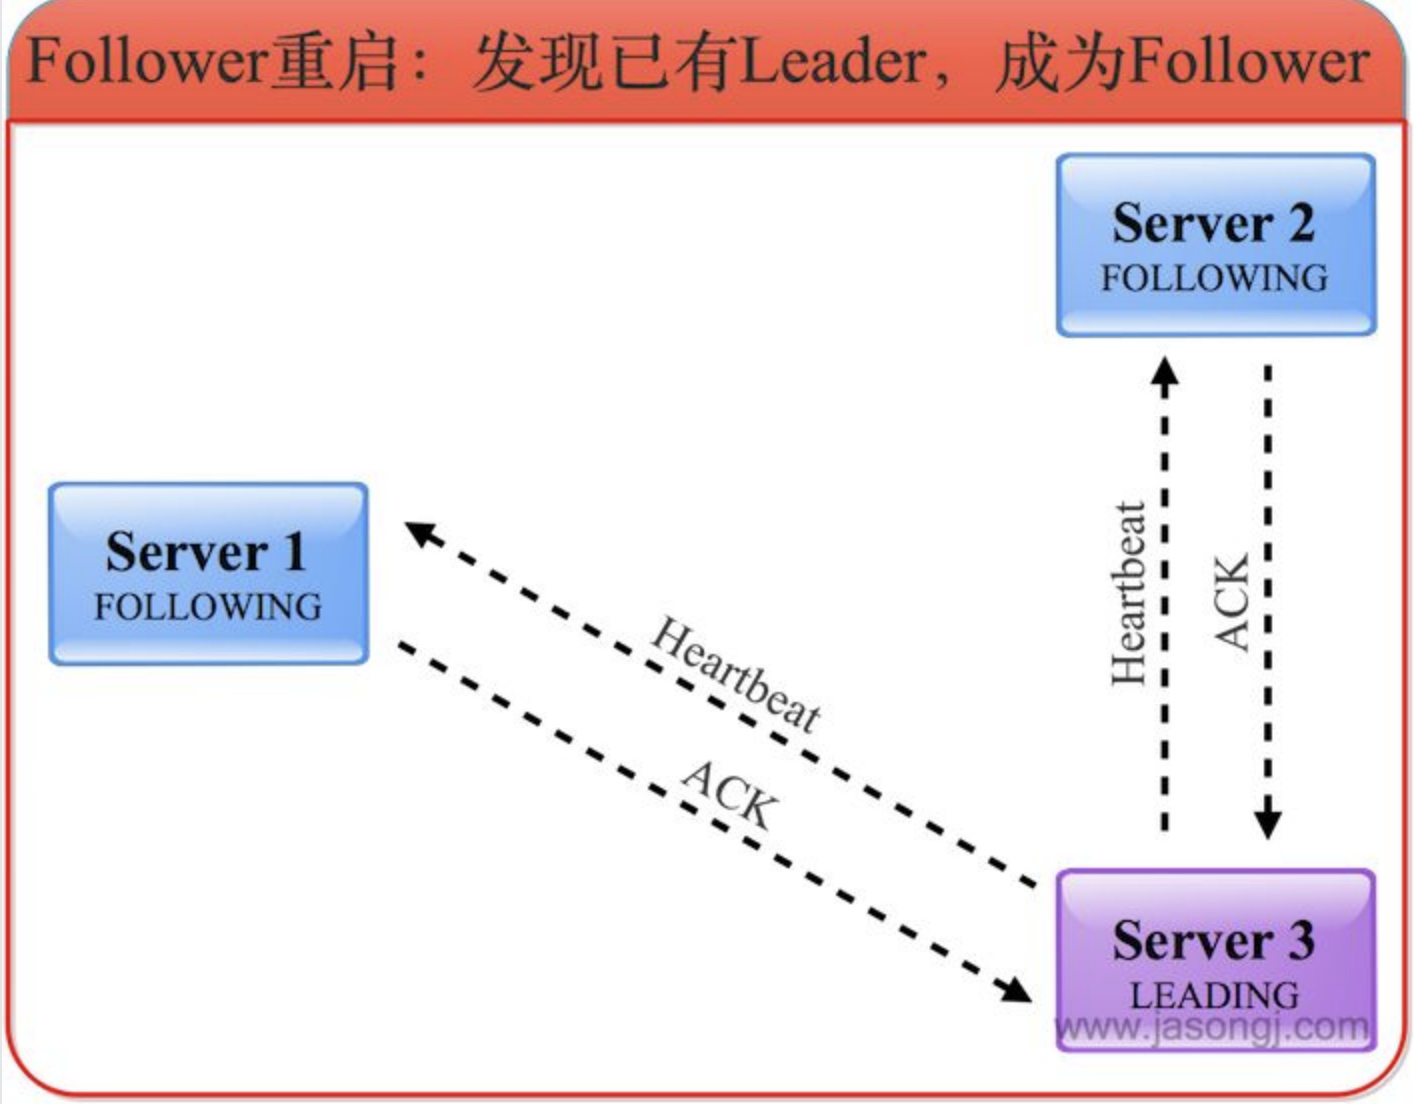 Follower重启：发现已有Leader，成为Follower
Server 2
FOLLOWING
Server 1
FOLLOWING
Heartbeat
ACK
Heartbeat
ACK
Server 3
LEADING
www.jasongj.com